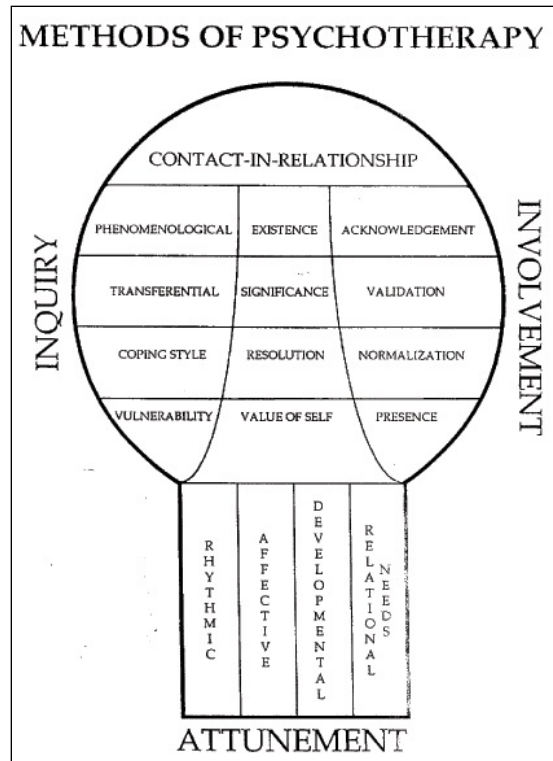 METHODS OF PSYCHOTHERAPY
CONTACT-IN-RELATIONSHIP
INQUIRY
INVOLVEMENT
PHENOMENOLOGICAL EXISTENCE ACKNOWLEDGEMENT
TRANSFERENTIAL SIGNIFICANCE VALIDATION
COPING STYLE RESOLUTION NORMALIZATION
VULNERABILITY VALUE OF SELF PRESENCE
RHYTHMIC
AFFECTIVE
DEVELOPMENTAL
RELATIONAL
NEEDS
ATTUNEMENT